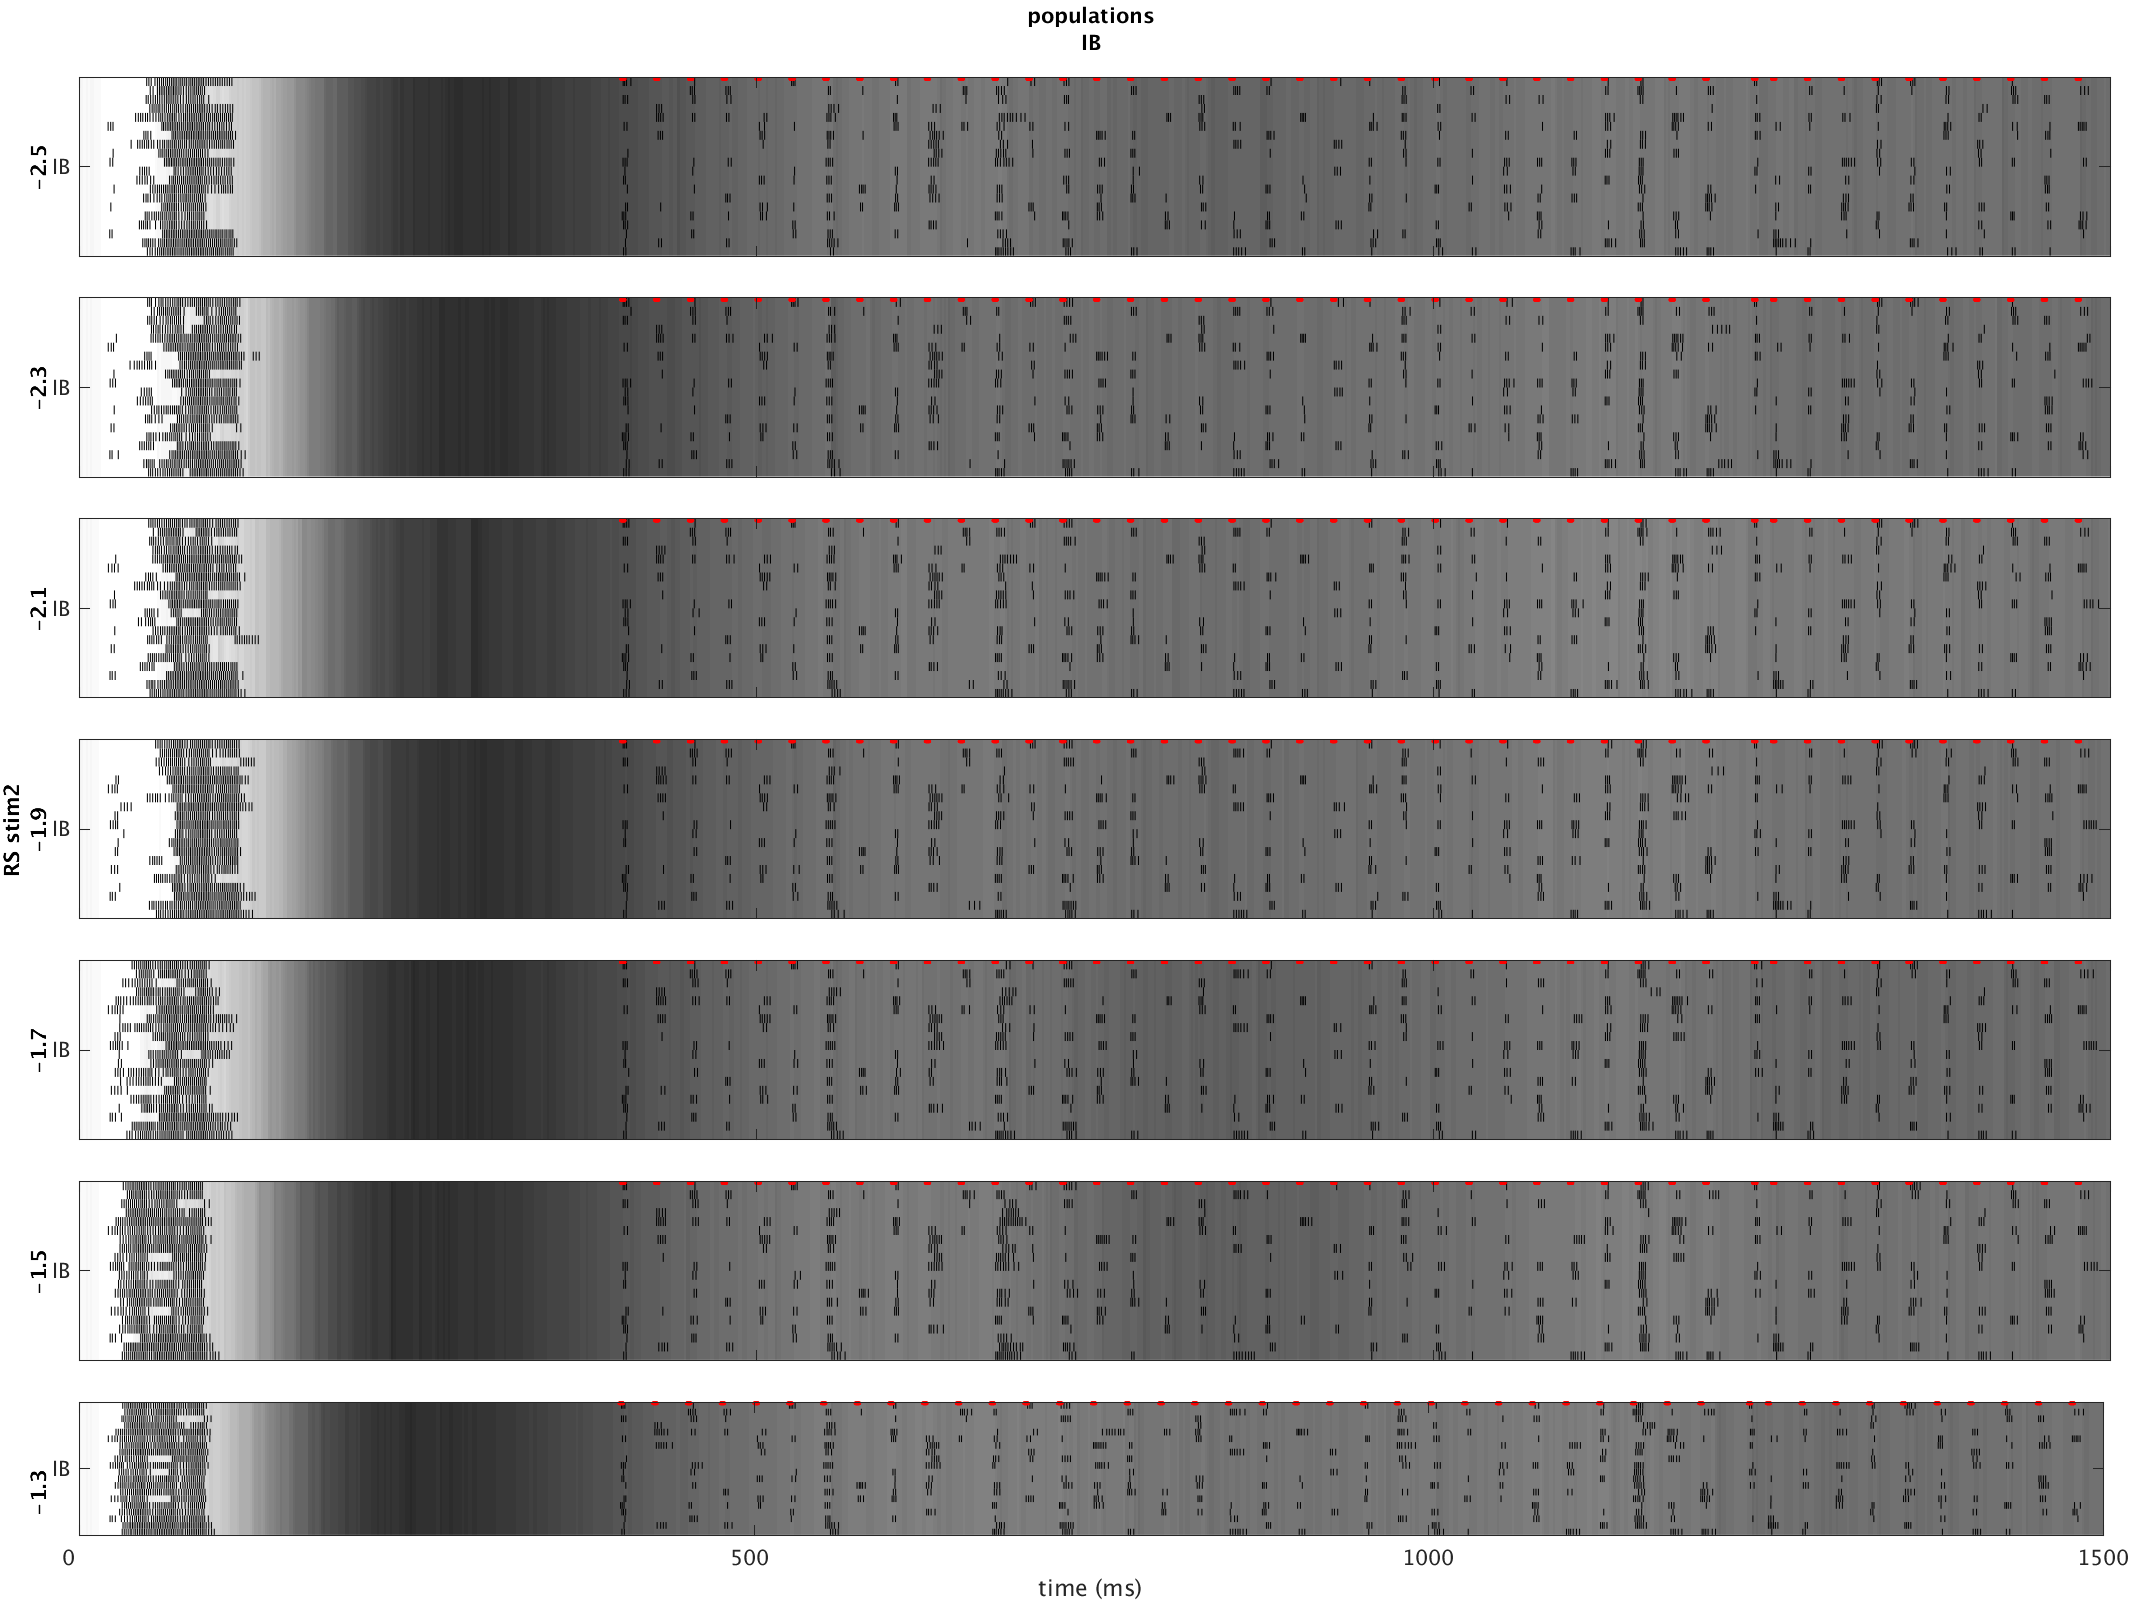 populations
IB
RS stim2
-2.5 IB
-2.3 IB
-2.1 IB
-1.9 IB
-1.7 IB
-1.5 IB
-1.3 IB
0 500 1000 1500
time (ms)